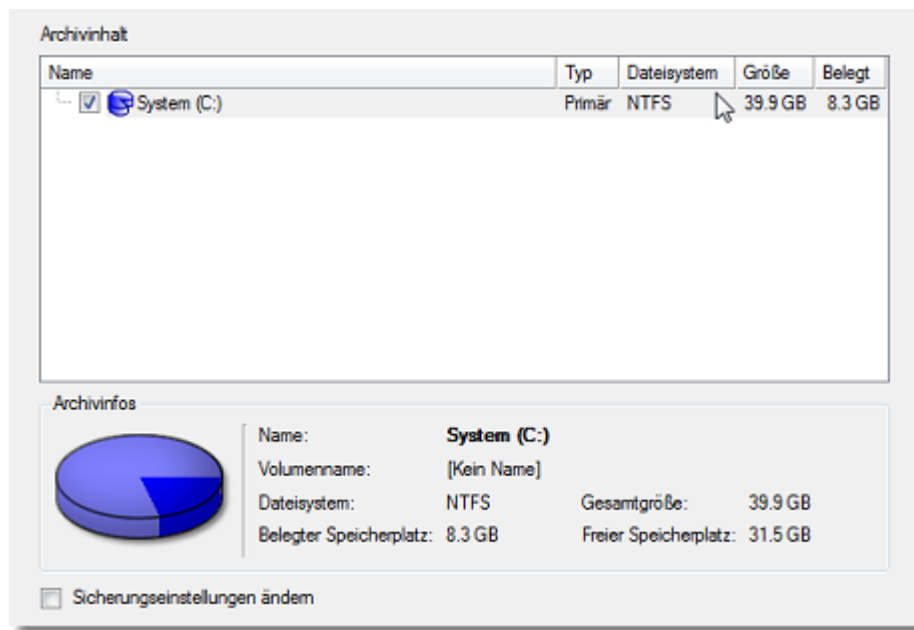 Archivinhalt
Name Typ Dateisystem Größe Belegt
System (C:) Primär NTFS 39.9 GB 8.3 GB
Archivinfos
Name: System (C:)
Volumenname: [Kein Name]
Dateisystem: NTFS Gesamtgröße: 39.9 GB
Belegter Speicherplatz: 8.3 GB Freier Speicherplatz: 31.5 GB
Sicherungseinstellungen ändern